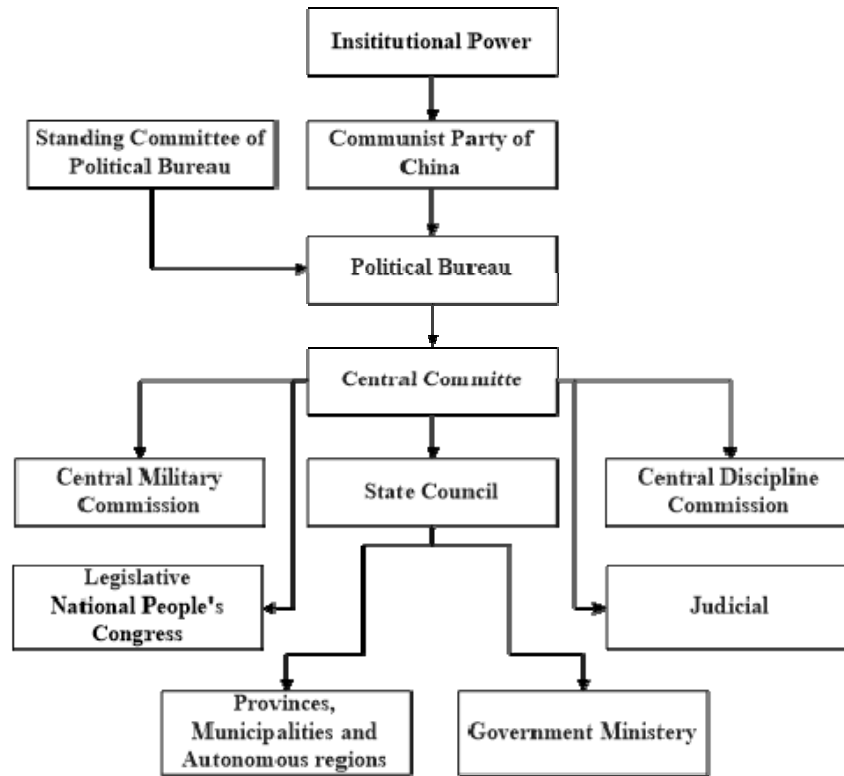 Insititutional Power
Standing Committee of
Political Bureau
Communist Party of
China
Political Bureau
Central Committe
Central Military
Commission
State Council
Central Discipline
Commission
Legislative
National People's
Congress
Judicial
Provinces,
Municipalities and
Autonomous regions
Government Ministery